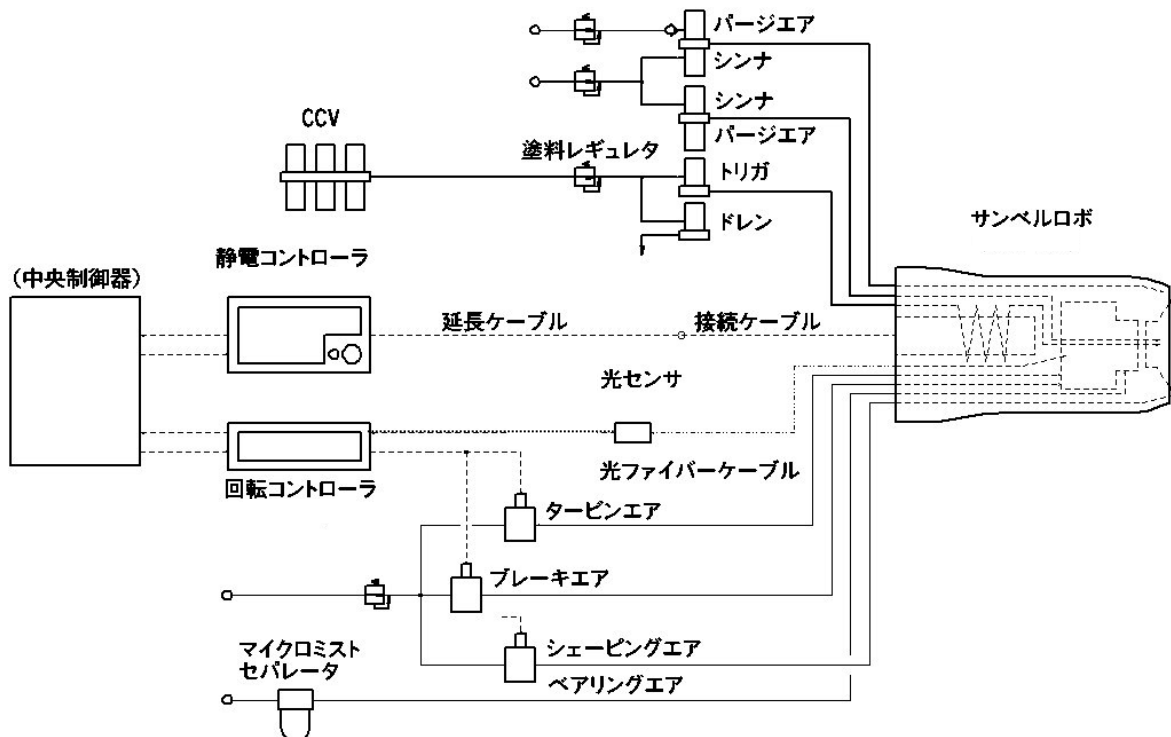 パージエア
シンナ
シンナ
パージエア
CCV
塗料レギュレタ
トリガ
ドレン
サンベルロボ
静電コントローラ
(中央制御器)
延長ケーブル
接続ケーブル
光センサ
光ファイバーケーブル
回転コントローラ
タービンエア
ブレーキエア
マイクロミスト
セパレータ
シェーピングエア
ベアリングエア